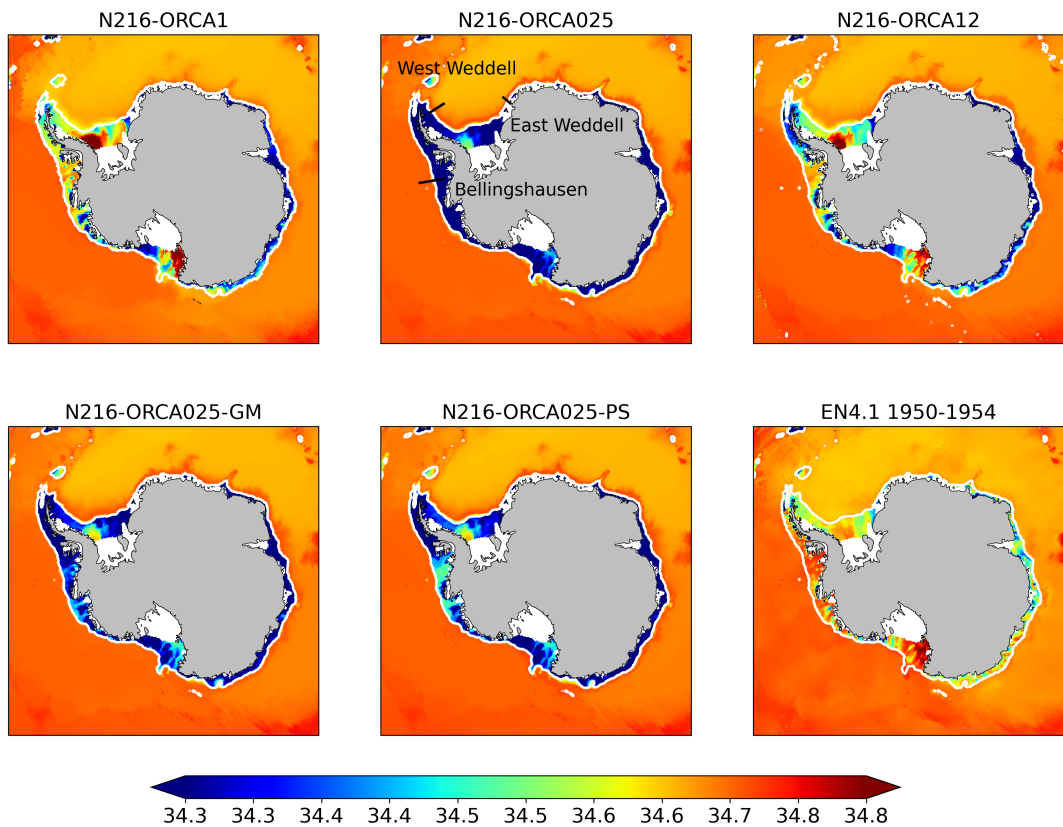 N216-ORCA1
N216-ORCA025
N216-ORCA12
West Weddell
East Weddell
Bellingshausen
N216-ORCA025-GM
N216-ORCA025-PS
EN4.1 1950-1954
34.3 34.3 34.4 34.4 34.5 34.6 34.6 34.7 34.7 34.8 34.8